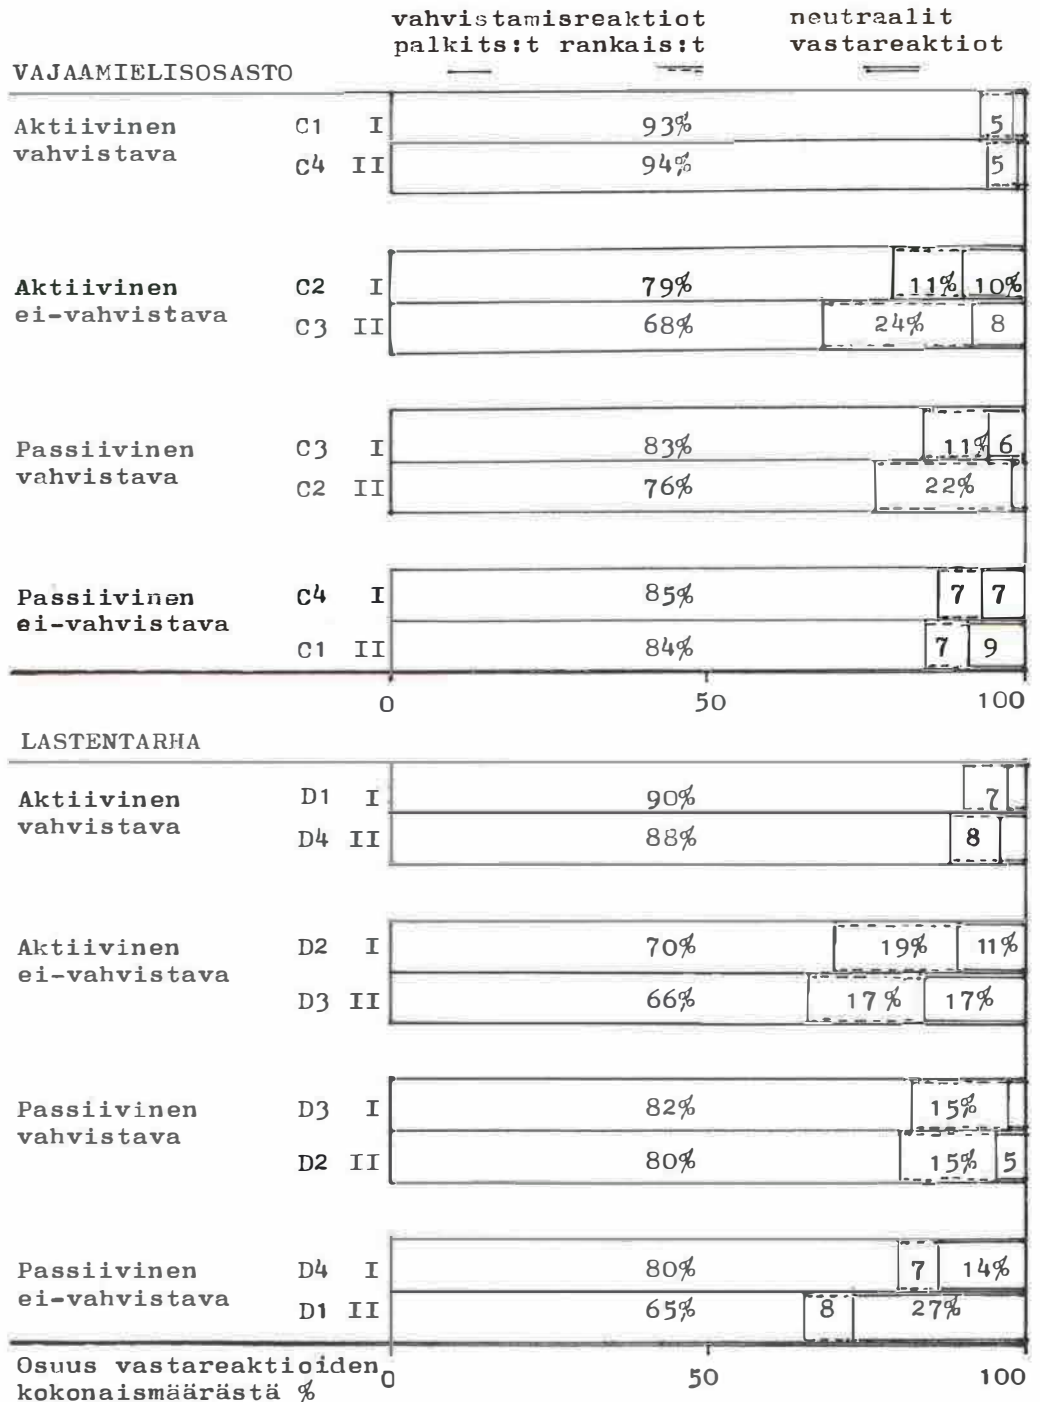 vahvistamisreaktiot neutraalit
palkits:t rankais:t vastareaktiot
VAJAAMIELISOSASTO
Aktiivinen C1 I 93% 5
vahvistava
C4 II 94% 5
Aktiivinen C2 I 79% 11% 10%
ei-vahvistava
C3 II 68% 24% 8
Passiivinen C3 I 83% 11% 6
vahvistava
C2 II 76% 22%
Passiivinen C4 I 85% 7 7
ei-vahvistava
C1 II 84% 7 9
0 50 100
LASTENTARHA
Aktiivinen D1 I 90% 7
vahvistava
D4 II 88% 8
Aktiivinen D2 I 70% 19% 11%
ei-vahvistava
D3 II 66% 17% 17%
Passiivinen D3 I 82% 15%
vahvistava
D2 II 80% 15% 5
Passiivinen D4 I 80% 7 14%
ei-vahvistava
D1 II 65% 8 27%
Osuus vastareaktioiden 0 50 100
kokonaismäärästä %